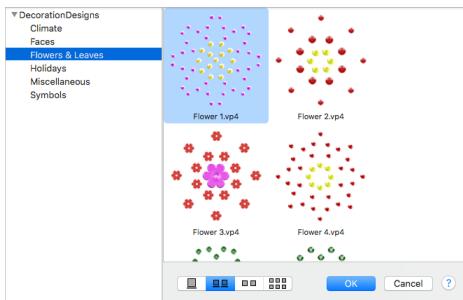 DecorationDesigns
Climate
Faces
Flowers & Leaves
Holidays
Miscellaneous
Symbols
Flower 1.vp4
Flower 2.vp4
Flower 3.vp4
Flower 4.vp4
OK
Cancel
?